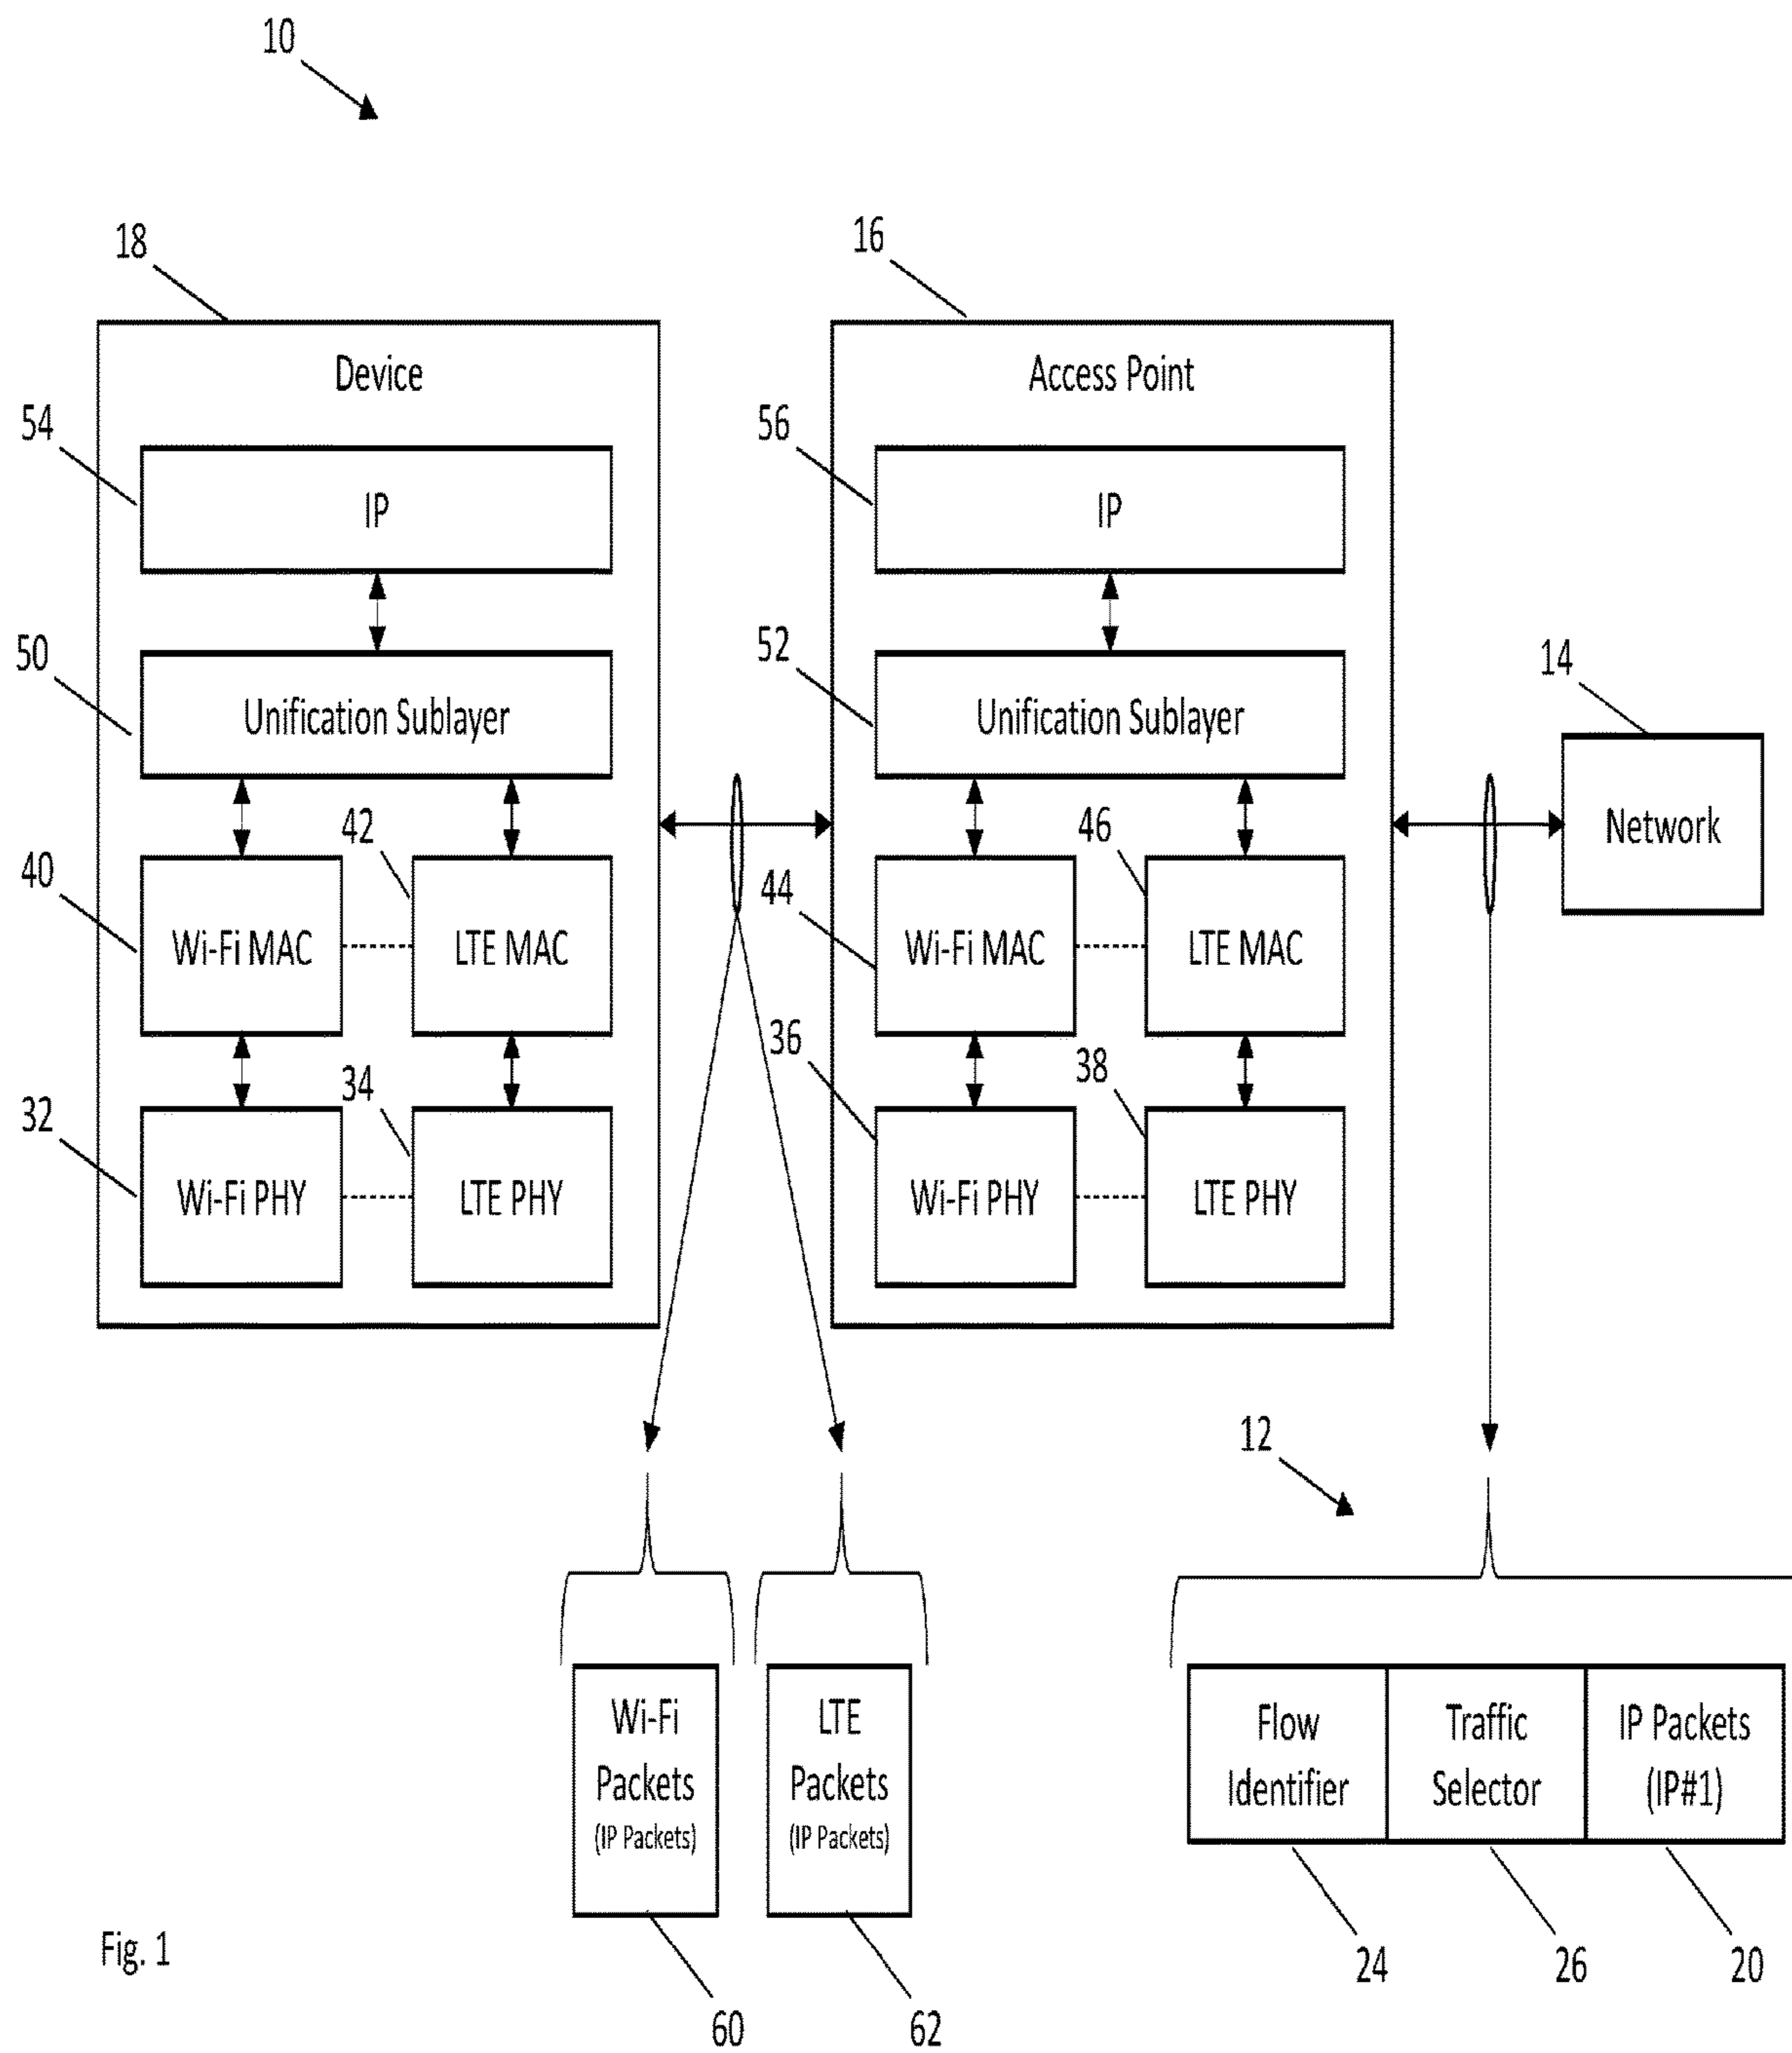 10
18
16
Device
Access Point
54
56
IP
IP
50
52
14
Unification Sublayer
Unification Sublayer
Network
42
46
40
44
Wi-Fi MAC
LTE MAC
Wi-Fi MAC
LTE MAC
36
38
34
32
Wi-Fi PHY
LTE PHY
Wi-Fi PHY
LTE PHY
12
Wi-Fi
Packets
(IP Packets)
LTE
Packets
(IP Packets)
Flow
Identifier
Traffic
Selector
IP Packets
(IP#1)
Fig. 1
24
26
20
60
62